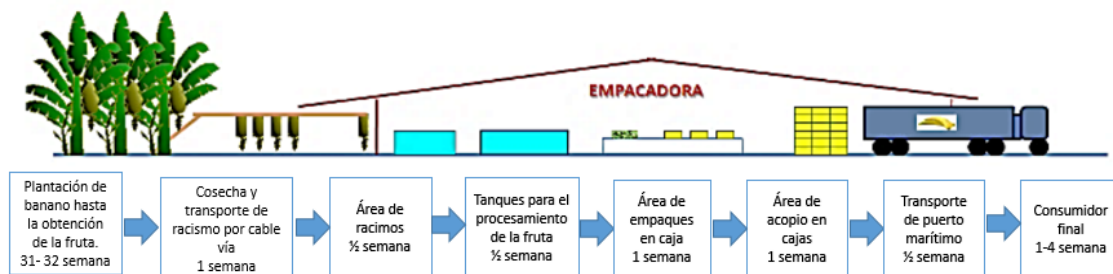 EMPACADORA
Plantación de
banano hasta
la obtención
de la fruta.
31- 32 semana
Cosecha y
transporte de
racismo por cable
vía
1 semana
Área de
racimos
½ semana
Tanques para el
procesamiento
de la fruta
½ semana
Área de
empaques
en caja
1 semana
Área de
acopio en
cajas
1 semana
Transporte
de puerto
marítimo
½ semana
Consumidor
final
1-4 semana